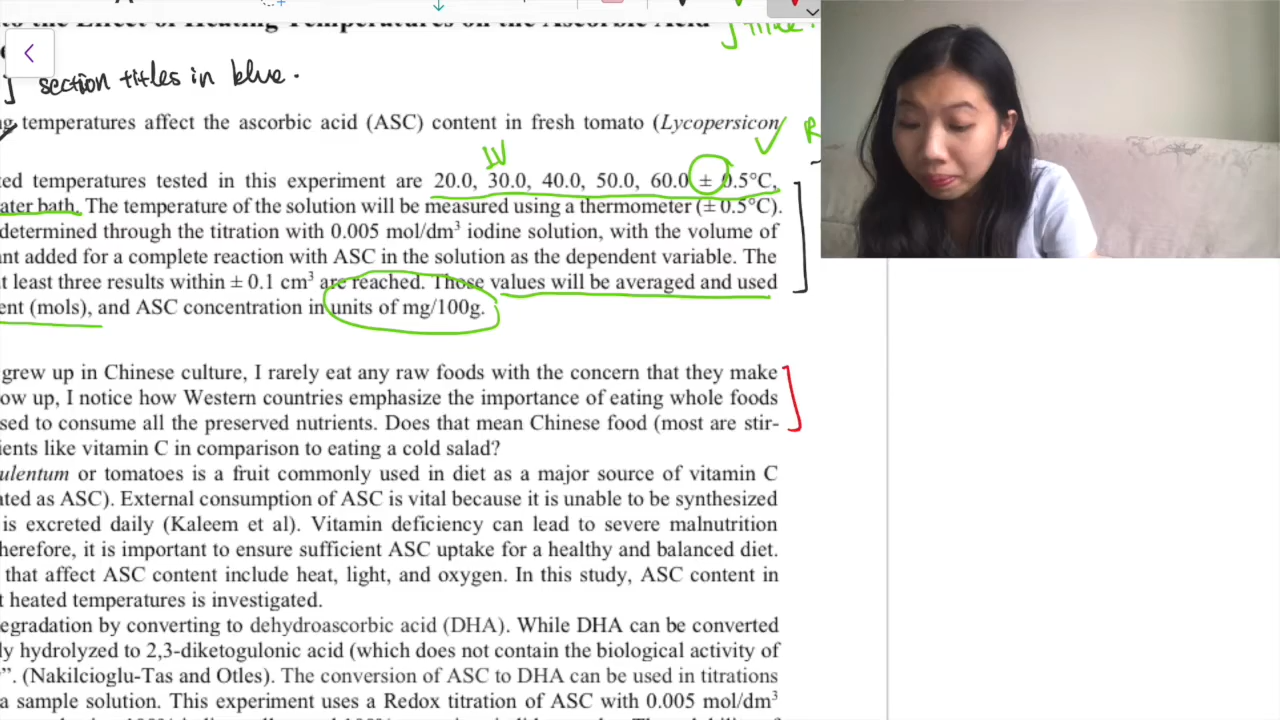 to the Effect of Heating Temperatures on the Ascorbic Acid
section titles in blue.
temperatures affect the ascorbic acid (ASC) content in fresh tomato (Lycopersicon
IV
R
ted temperatures tested in this experiment are 20.0, 30.0, 40.0, 50.0, 60.0 ± 0.5°C,
ater bath. The temperature of the solution will be measured using a thermometer (± 0.5°C).
determined through the titration with 0.005 mol/dm³ iodine solution, with the volume of
nt added for a complete reaction with ASC in the solution as the dependent variable. The
t least three results within ± 0.1 cm³ are reached. Those values will be averaged and used
ent (mols), and ASC concentration in units of mg/100g.
grew up in Chinese culture, I rarely eat any raw foods with the concern that they make
ow up, I notice how Western countries emphasize the importance of eating whole foods
sed to consume all the preserved nutrients. Does that mean Chinese food (most are stir-
ients like vitamin C in comparison to eating a cold salad?
ulentum or tomatoes is a fruit commonly used in diet as a major source of vitamin C
ated as ASC). External consumption of ASC is vital because it is unable to be synthesized
is excreted daily (Kaleem et al). Vitamin deficiency can lead to severe malnutrition
herefore, it is important to ensure sufficient ASC uptake for a healthy and balanced diet.
that affect ASC content include heat, light, and oxygen. In this study, ASC content in
t heated temperatures is investigated.
egradation by converting to dehydroascorbic acid (DHA). While DHA can be converted
ly hydrolyzed to 2,3-diketogulonic acid (which does not contain the biological activity of
”. (Nakilcioglu-Tas and Otles). The conversion of ASC to DHA can be used in titrations
a sample solution. This experiment uses a Redox titration of ASC with 0.005 mol/dm³